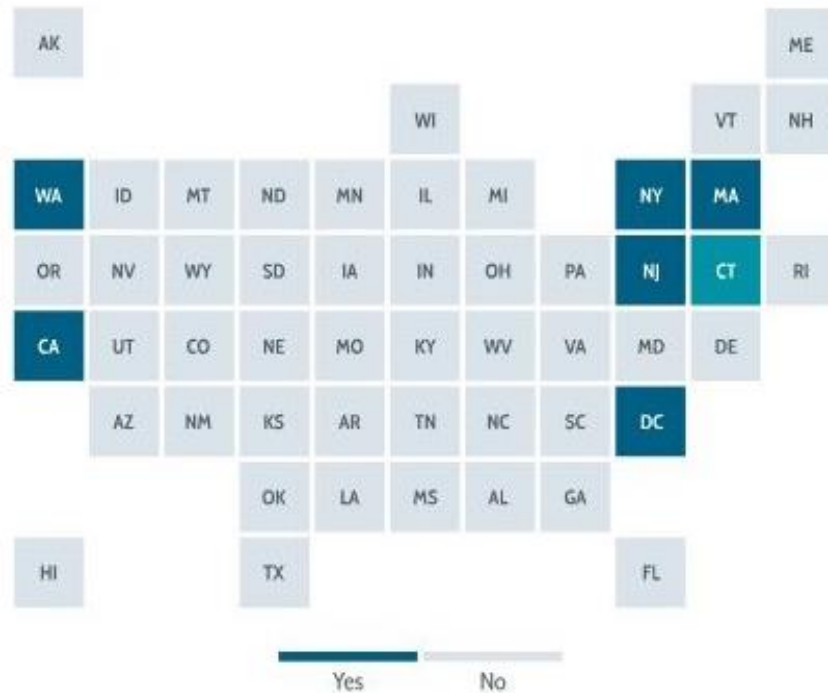 AK ME
WI VT NH
WA ID MT ND MN IL MI NY MA
OR NV WY SD IA IN OH PA NJ CT RI
CA UT CO NE MO KY WV VA MD DE
AZ NM KS AR TN NC SC DC
OK LA MS AL GA
HI TX FL
Yes No